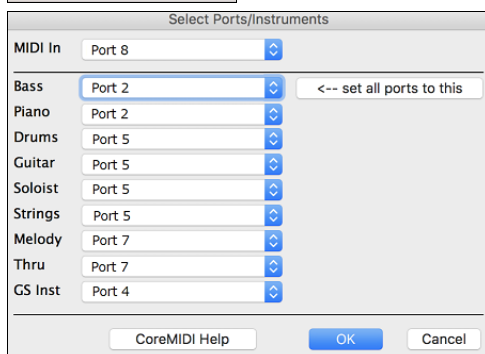 Select Ports/Instruments
MIDI In Port 8
Bass Port 2 <-- set all ports to this
Piano Port 2
Drums Port 5
Guitar Port 5
Soloist Port 5
Strings Port 5
Melody Port 7
Thru Port 7
GS Inst Port 4
CoreMIDI Help OK Cancel